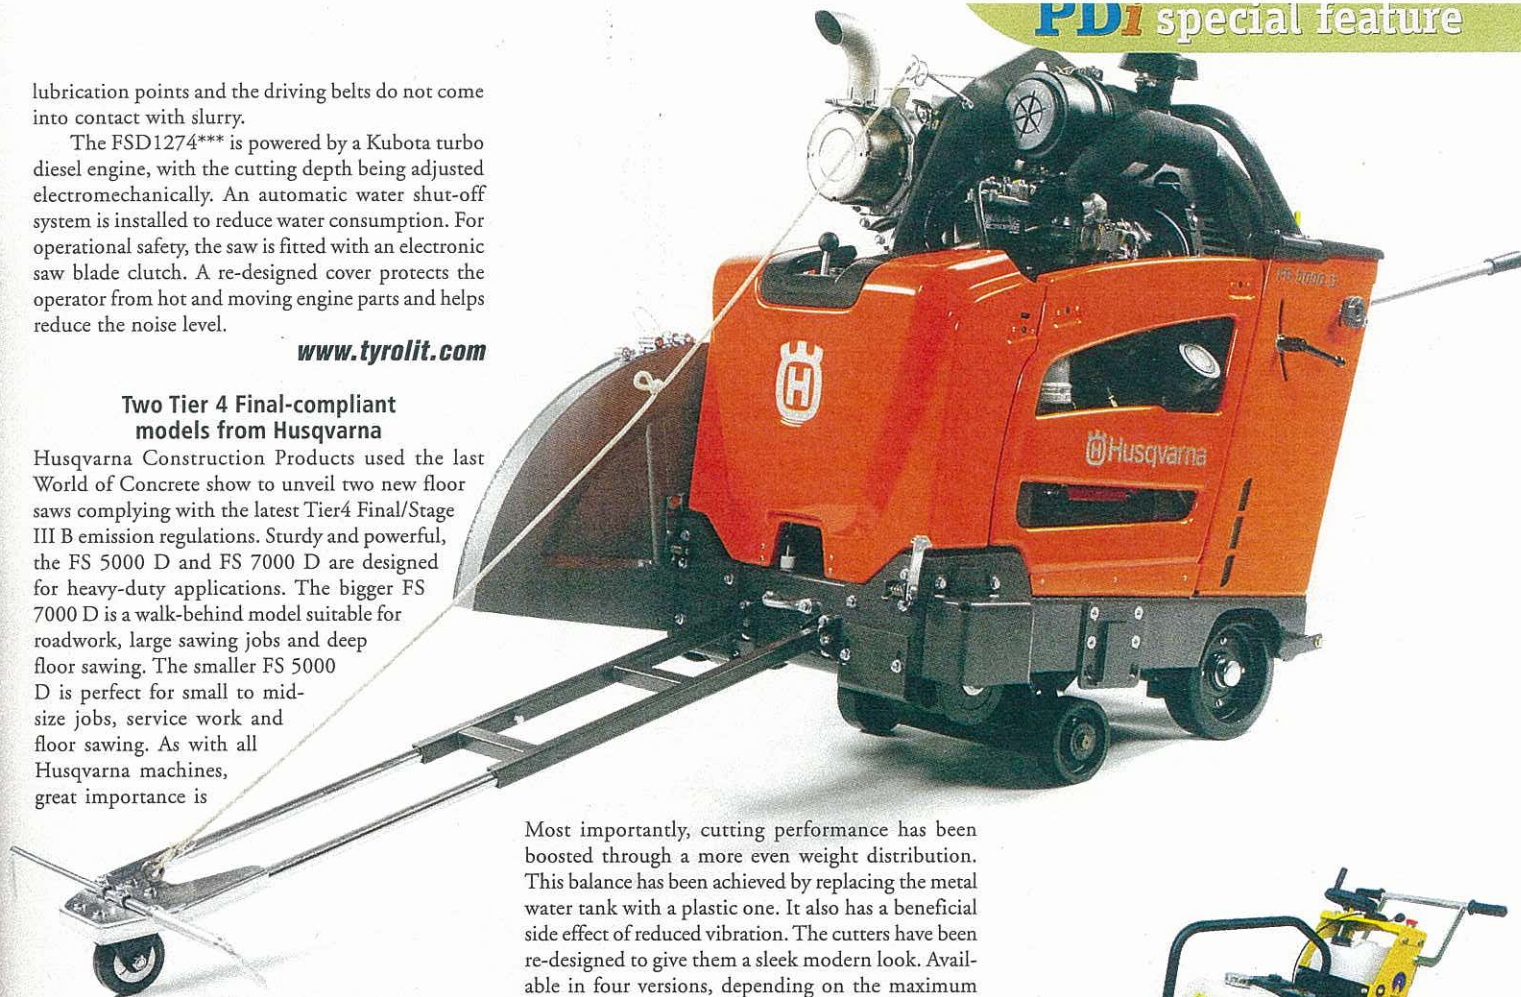 PDi special feature
lubrication points and the driving belts do not come
into contact with slurry.
The FSD1274*** is powered by a Kubota turbo
diesel engine, with the cutting depth being adjusted
electromechanically. An automatic water shut-off
system is installed to reduce water consumption. For
operational safety, the saw is fitted with an electronic
saw blade clutch. A re-designed cover protects the
operator from hot and moving engine parts and helps
reduce the noise level.
www.tyrolit.com
Two Tier 4 Final-compliant
models from Husqvarna
Husqvarna Construction Products used the last
World of Concrete show to unveil two new floor
saws complying with the latest Tier4 Final/Stage
III B emission regulations. Sturdy and powerful,
the FS 5000 D and FS 7000 D are designed
for heavy-duty applications. The bigger FS
7000 D is a walk-behind model suitable for
roadwork, large sawing jobs and deep
floor sawing. The smaller FS 5000
D is perfect for small to mid-
size jobs, service work and
floor sawing. As with all
Husqvarna machines,
great importance is
H
Husqvarna
FS 5000 D
Most importantly, cutting performance has been
boosted through a more even weight distribution.
This balance has been achieved by replacing the metal
water tank with a plastic one. It also has a beneficial
side effect of reduced vibration. The cutters have been
re-designed to give them a sleek modern look. Avail-
able in four versions, depending on the maximum